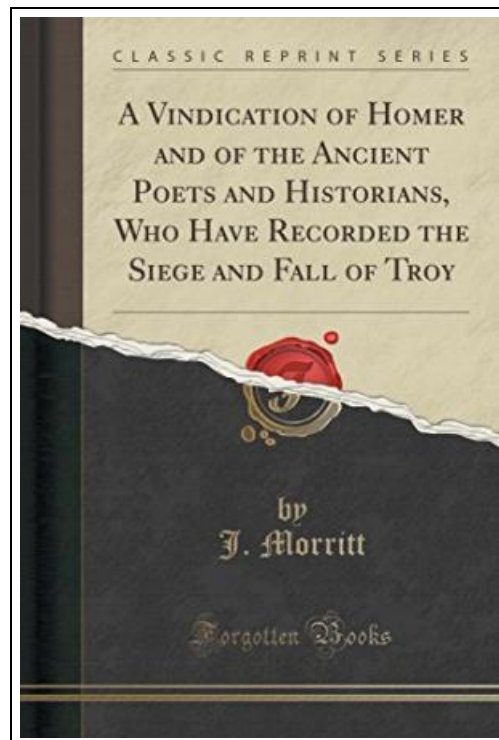 CLASSIC REPRINT SERIES
A VINDICATION OF HOMER
AND OF THE ANCIENT
POETS AND HISTORIANS,
WHO HAVE RECORDED THE
SIEGE AND FALL OF TROY
F
by
J. Morritt
Forgotten Books